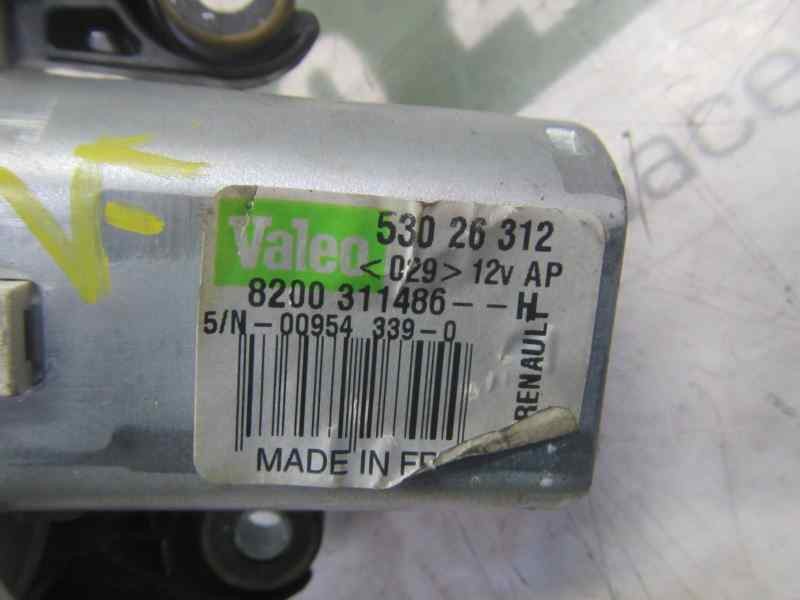 Valeo 530 26 312
<029> 12v AP
8200 311486--H
S/N-00954 339-0
RENAULT
MADE IN FR